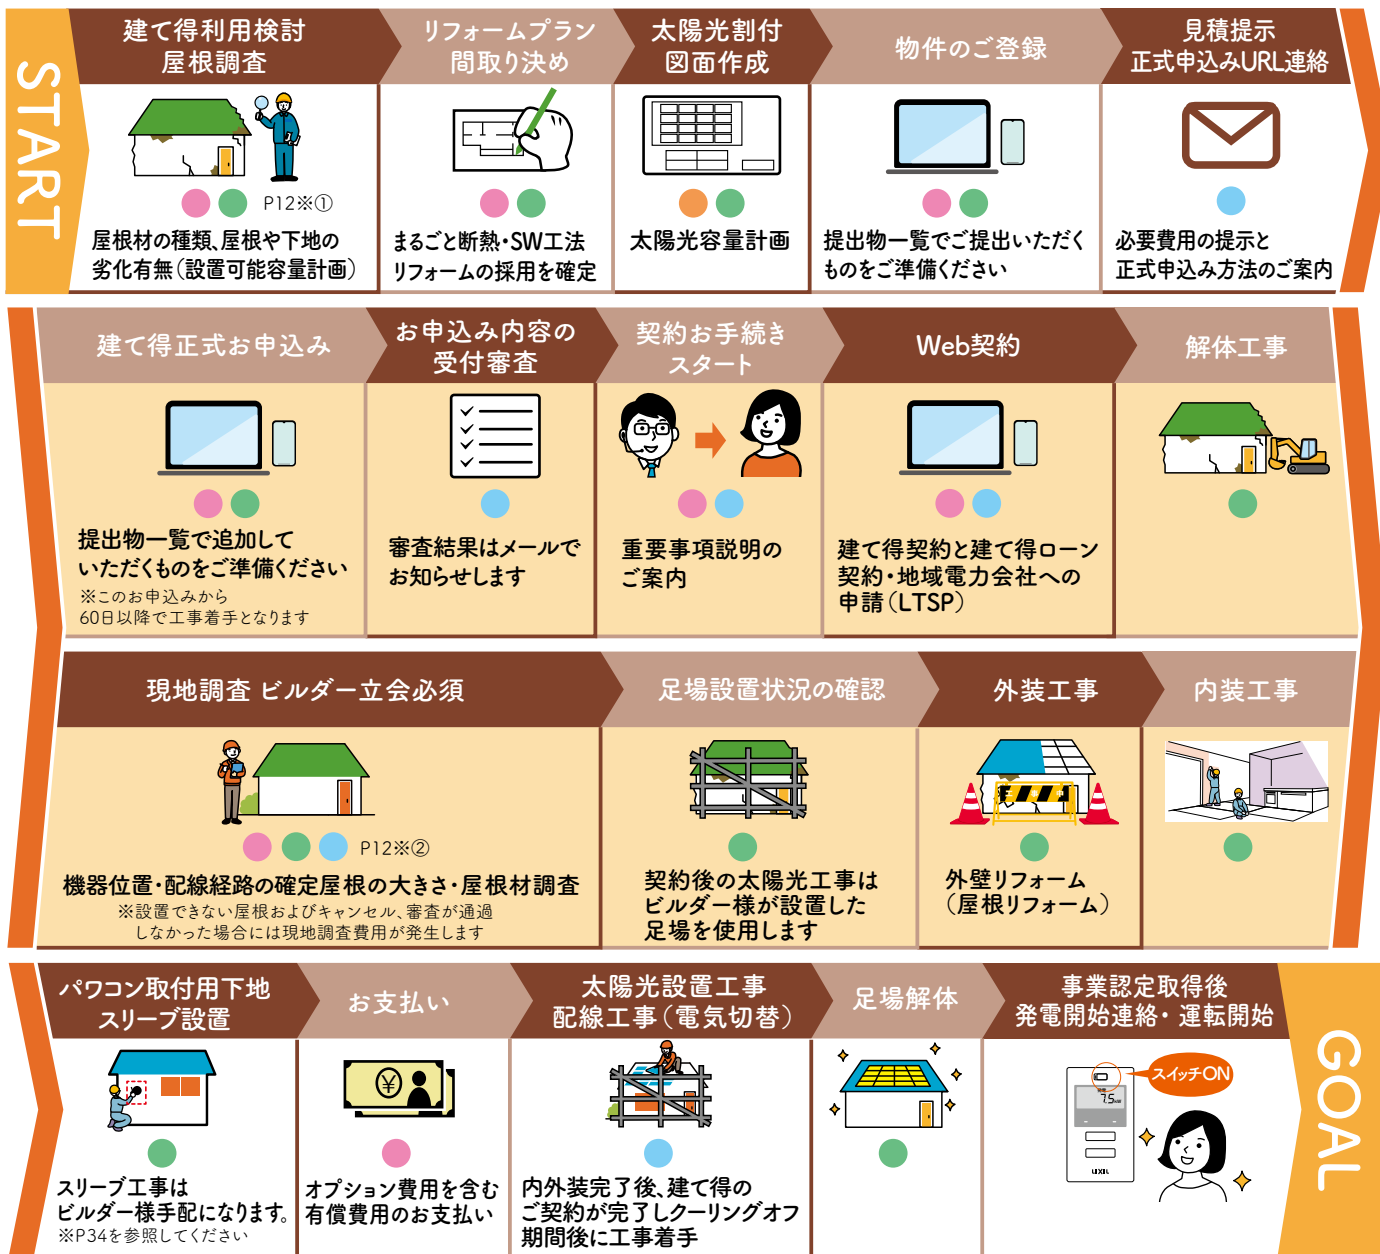 START
建て得利用検討
屋根調査
P12※①
屋根材の種類、屋根や下地の
劣化有無（設置可能容量計画）
リフォームプラン
間取り決め
まるごと断熱・SW工法
リフォームの採用を確定
太陽光割付
図面作成
太陽光容量計画
物件のご登録
提出物一覧でご提出いただく
ものをご準備ください
見積提示
正式申込みURL連絡
必要費用の提示と
正式申込み方法のご案内
建て得正式お申込み
提出物一覧で追加して
いただくものをご準備ください
※このお申込みから
60日以降で工事着手となります
お申込み内容の
受付審査
審査結果はメールで
お知らせします
契約お手続き
スタート
重要事項説明の
ご案内
Web契約
建て得契約と建て得ローン
契約・地域電力会社への
申請（LTSP）
解体工事
現地調査 ビルダー立会必須
P12※②
機器位置・配線経路の確定屋根の大きさ・屋根材調査
※設置できない屋根およびキャンセル、審査が通過
しなかった場合には現地調査費用が発生します
足場設置状況の確認
契約後の太陽光工事は
ビルダー様が設置した
足場を使用します
外装工事
外壁リフォーム
（屋根リフォーム）
内装工事
パワコン取付用下地
スリーブ設置
スリーブ工事は
ビルダー様手配になります。
※P34を参照してください
お支払い
¥
オプション費用を含む
有償費用のお支払い
太陽光設置工事
配線工事（電気切替）
内外装完了後、建て得の
ご契約が完了しクーリングオフ
期間後に工事着手
足場解体
事業認定取得後
発電開始連絡・運転開始
スイッチON
7.5kW
LIXIL
GOAL